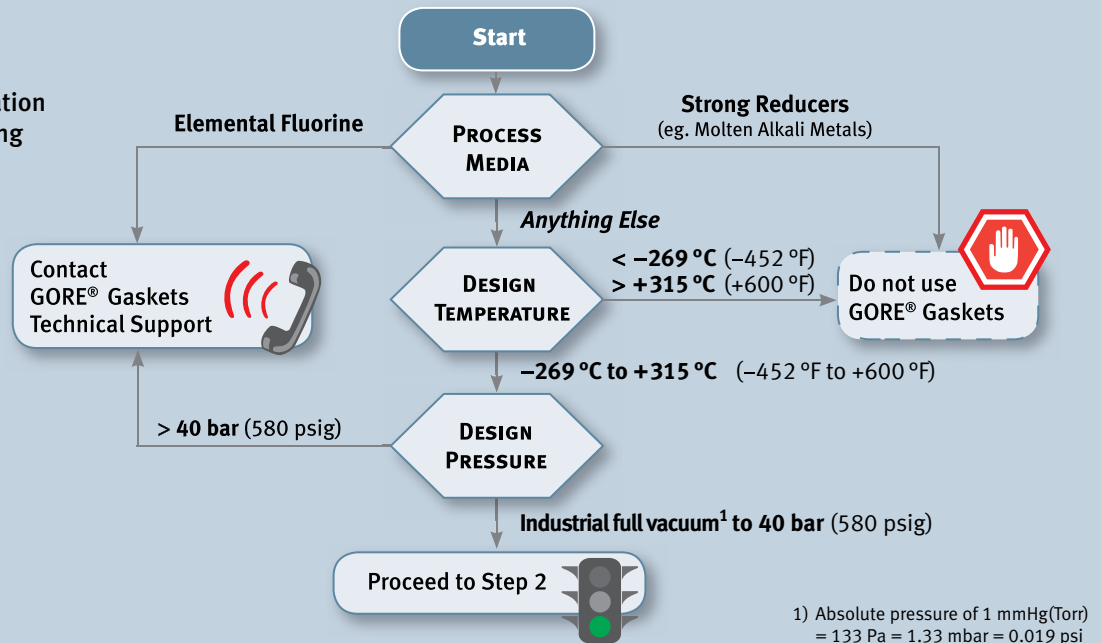 Start
ation
ng
Elemental Fluorine
PROCESS
MEDIA
Strong Reducers
(eg. Molten Alkali Metals)
Anything Else
Contact
GORE® Gaskets
Technical Support
DESIGN
TEMPERATURE
< –269 °C (–452 °F)
> +315 °C (+600 °F)
Do not use
GORE® Gaskets
–269 °C to +315 °C (–452 °F to +600 °F)
> 40 bar (580 psig)
DESIGN
PRESSURE
Industrial full vacuum¹ to 40 bar (580 psig)
Proceed to Step 2
1) Absolute pressure of 1 mmHg(Torr)
= 133 Pa = 1.33 mbar = 0.019 psi